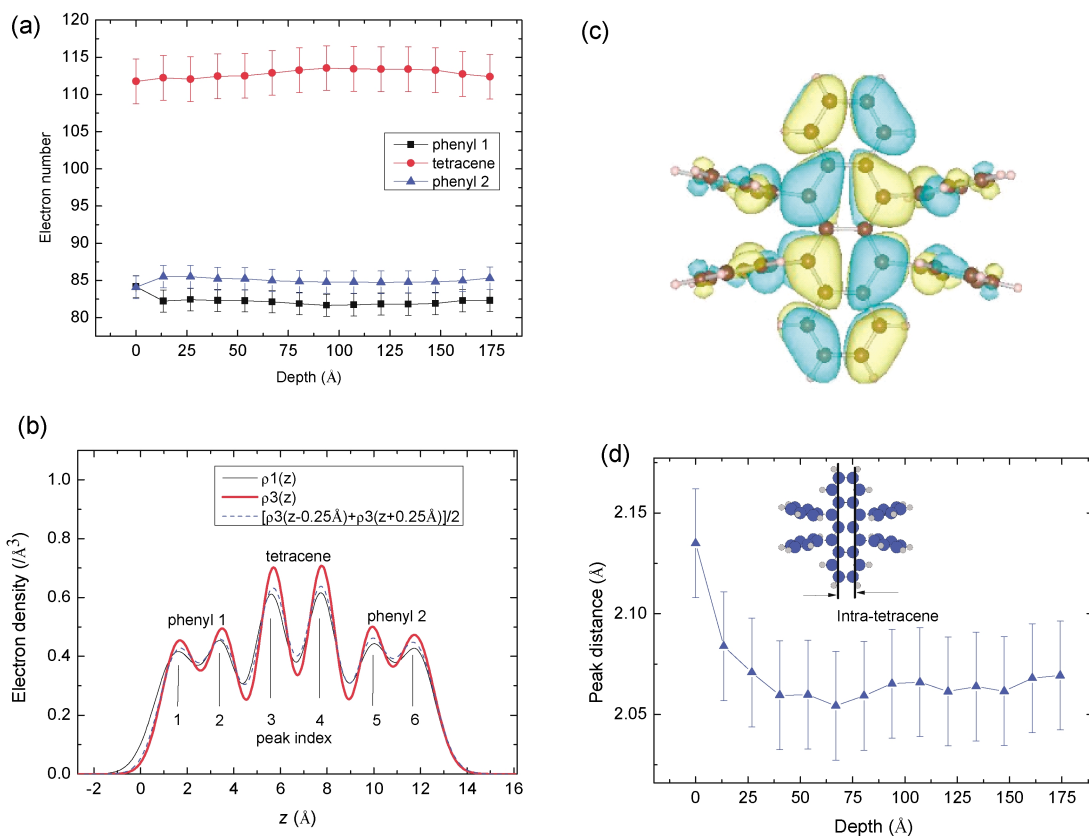 (a)
120
115
110
105
100
95
90
85
80
Electron number
phenyl 1
tetracene
phenyl 2
0 25 50 75 100 125 150 175
Depth (Å)
(b)
1.0
0.8
0.6
0.4
0.2
0.0
Electron density (/Å³)
ρ1(z)
ρ3(z)
[ρ3(z-0.25Å)+ρ3(z+0.25Å)]/2
tetracene
phenyl 1
phenyl 2
1 2 3 4 5 6
peak index
-2 0 2 4 6 8 10 12 14 16
z (Å)
(c)
(d)
2.15
2.10
2.05
Peak distance (Å)
Intra-tetracene
0 25 50 75 100 125 150 175
Depth (Å)